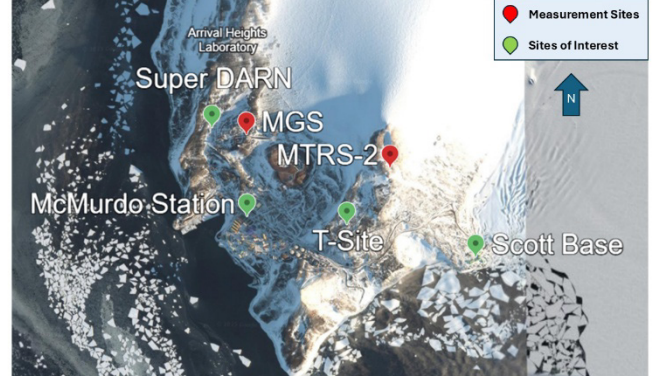 Measurement Sites
Sites of Interest
N
Arrival Heights
Laboratory
Super DARN
MGS
MTRS-2
McMurdo Station
T-Site
Scott Base